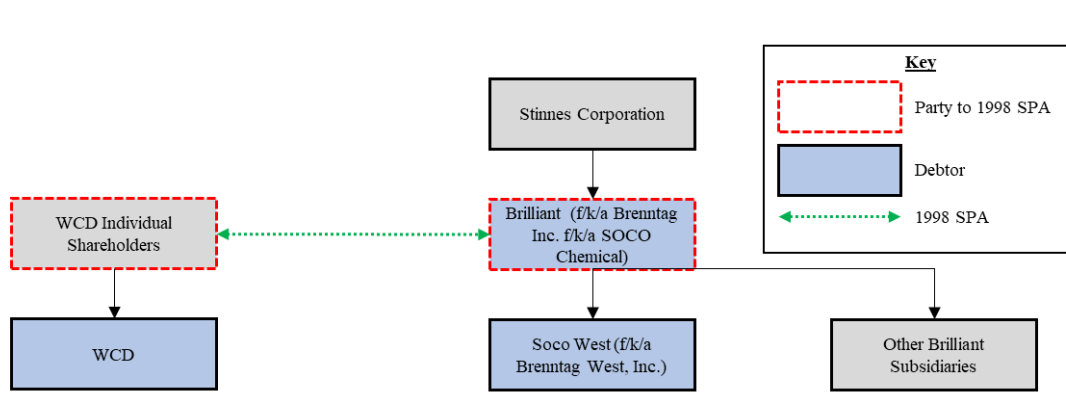 Key
Party to 1998 SPA
Debtor
1998 SPA
Stinnes Corporation
WCD Individual
Shareholders
Brilliant (f/k/a Brenntag
Inc. f/k/a SOCO
Chemical)
WCD
Soco West (f/k/a
Brenntag West, Inc.)
Other Brilliant
Subsidiaries